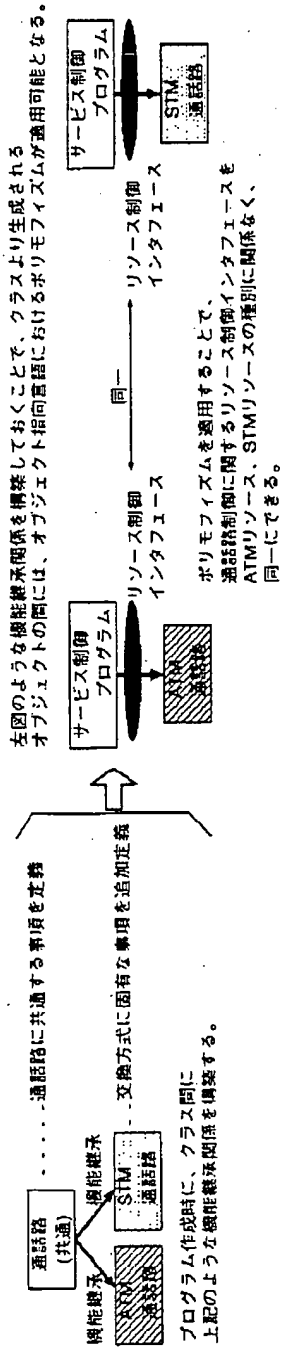 通話路
(共通)
・・・・・通話路に共通する事項を定義
機能継承
機能継承
ATM
通話路
STM
通話路
・・・交換方式に固有な事項を追加定義
プログラム作成時に、クラス間に
上記のような機能継承関係を構築する。
左図のような機能継承関係を構築しておくことで、クラスより生成される
オブジェクトの間には、オブジェクト指向言語におけるポリモフィズムが適用可能となる。
サービス制御
プログラム
リソース制御
インタフェース
ATM
通話路
同一
サービス制御
プログラム
リソース制御
インタフェース
STM
通話路
ポリモフィズムを適用することで、
通話路制御に関するリソース制御インタフェースを
ATMリソース、STMリソースの種別に関係なく、
同一にできる。